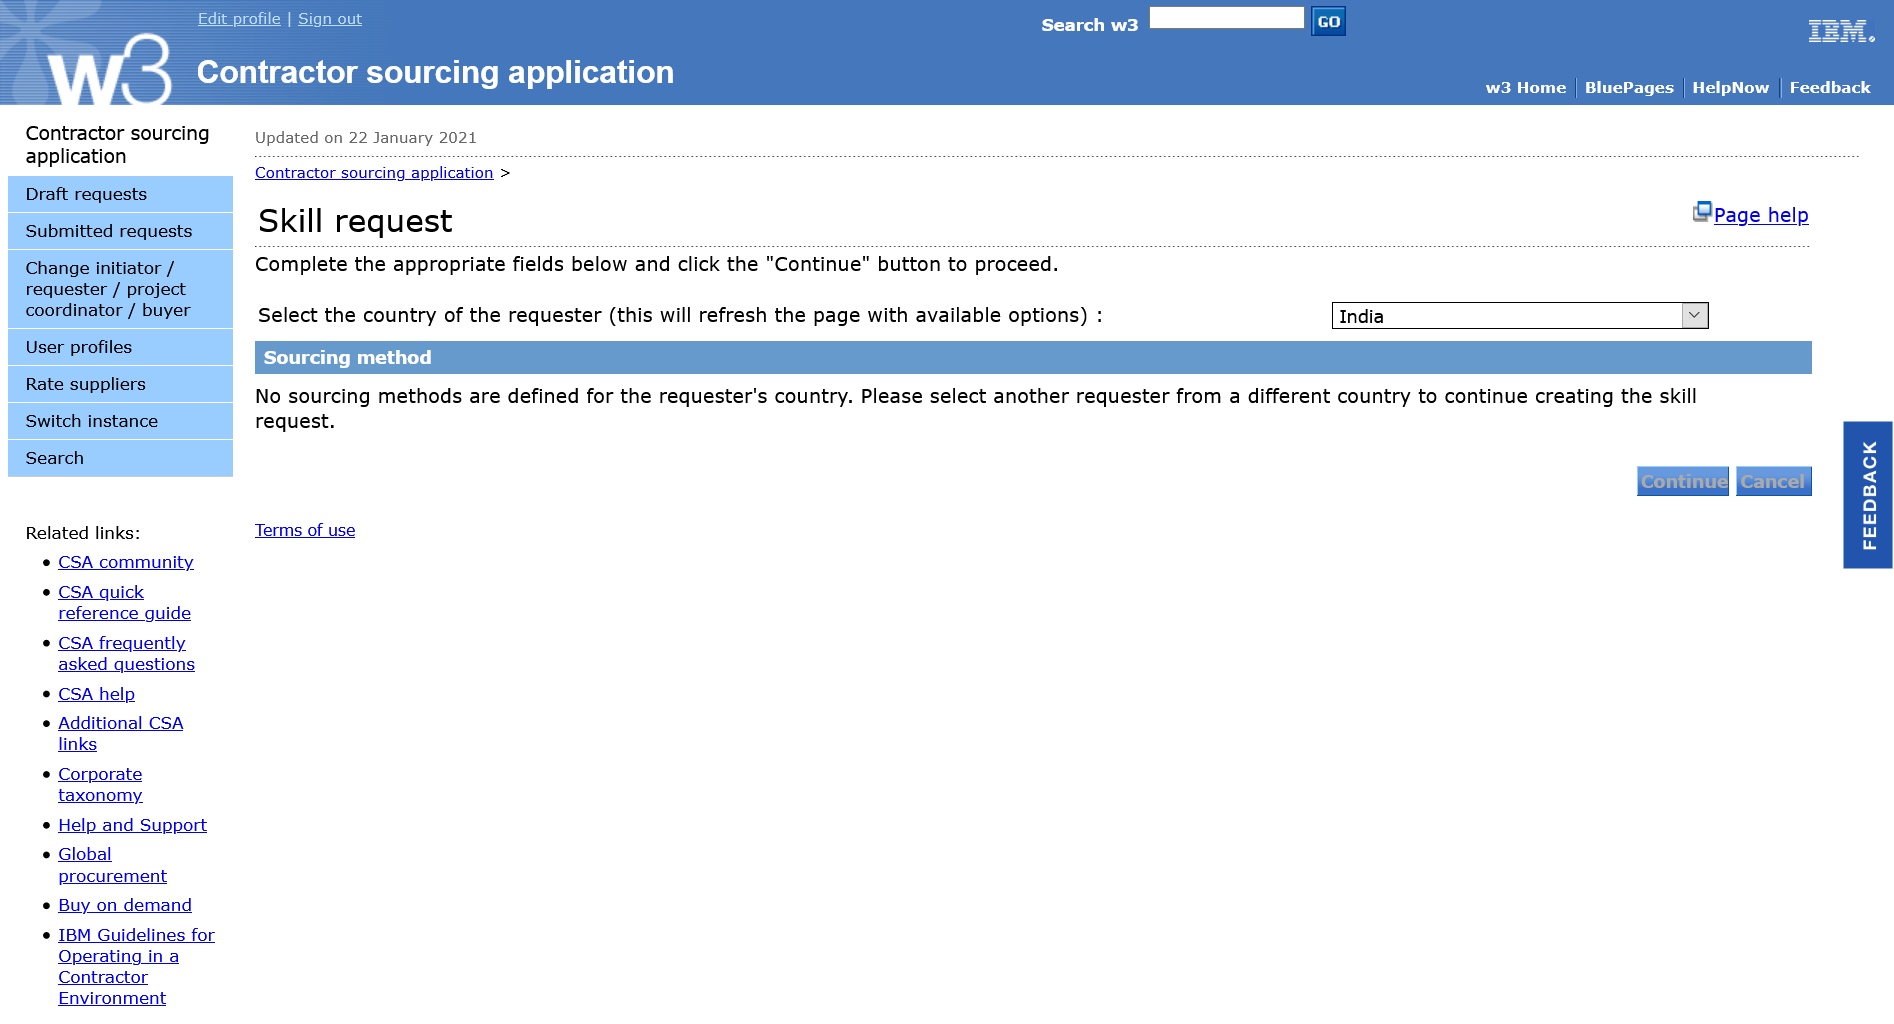 Edit profile | Sign out
Search w3
GO
IBM.
w3
Contractor sourcing application
w3 Home
BluePages
HelpNow
Feedback
Contractor sourcing
application
Draft requests
Submitted requests
Change initiator /
requester / project
coordinator / buyer
User profiles
Rate suppliers
Switch instance
Search
Related links:
CSA community
CSA quick
reference guide
CSA frequently
asked questions
CSA help
Additional CSA
links
Corporate
taxonomy
Help and Support
Global
procurement
Buy on demand
IBM Guidelines for
Operating in a
Contractor
Environment
Updated on 22 January 2021
Contractor sourcing application >
Skill request
Page help
Complete the appropriate fields below and click the "Continue" button to proceed.
Select the country of the requester (this will refresh the page with available options) :
India
Sourcing method
No sourcing methods are defined for the requester's country. Please select another requester from a different country to continue creating the skill
request.
Continue
Cancel
Terms of use
FEEDBACK